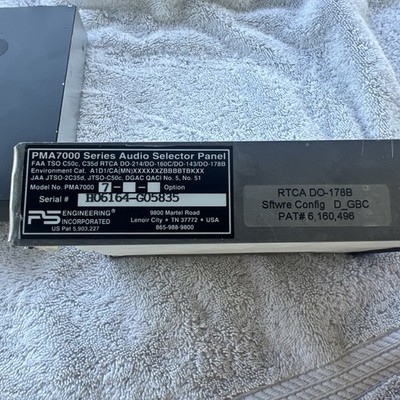 PMA7000 Series Audio Selector Panel
FAA TSO C50c, C35d RTCA DO-214/DO-160C/DO-143/DO-178B
Environment Cat. A1D1/CA(MN)XXXXXXZBBBBTBXXX
JAA JTSO-2C35d, JTSO-C50c, DGAC QACI No. 5, No. 51
Model No. PMA7000 7 - - Option
Serial # H06164-G05835
PS ENGINEERING INCORPORATED
US Pat 5,903,227
9800 Martel Road
Lenoir City • TN 37772 • USA
865-988-9800
RTCA DO-178B
Sftwre Config D_GBC
PAT# 6,160,496